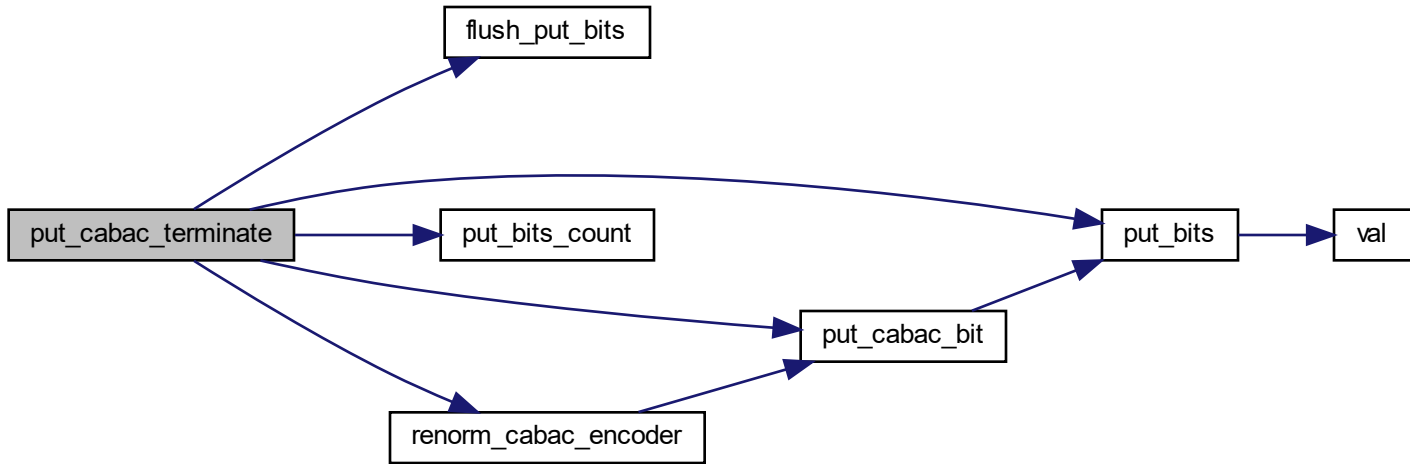 flush_put_bits
put_cabac_terminate
put_bits_count
put_bits
val
put_cabac_bit
renorm_cabac_encoder